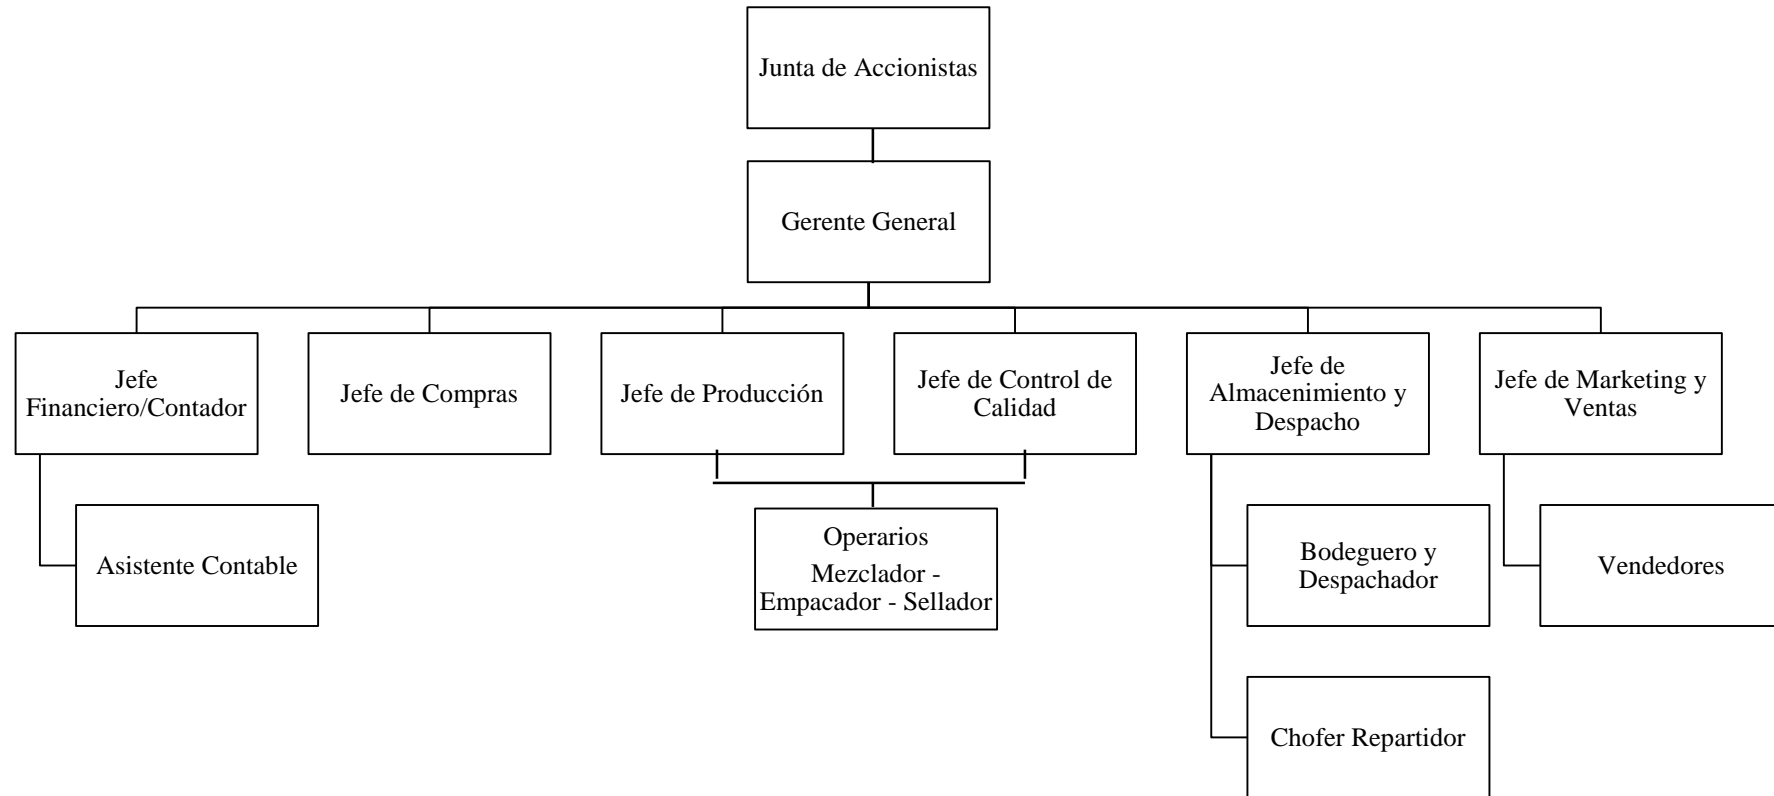 Junta de Accionistas
Gerente General
Jefe
Financiero/Contador
Jefe de Compras
Jefe de Producción
Jefe de Control de
Calidad
Jefe de
Almacenimiento y
Despacho
Jefe de Marketing y
Ventas
Asistente Contable
Operarios
Mezclador -
Empacador - Sellador
Bodeguero y
Despachador
Vendedores
Chofer Repartidor